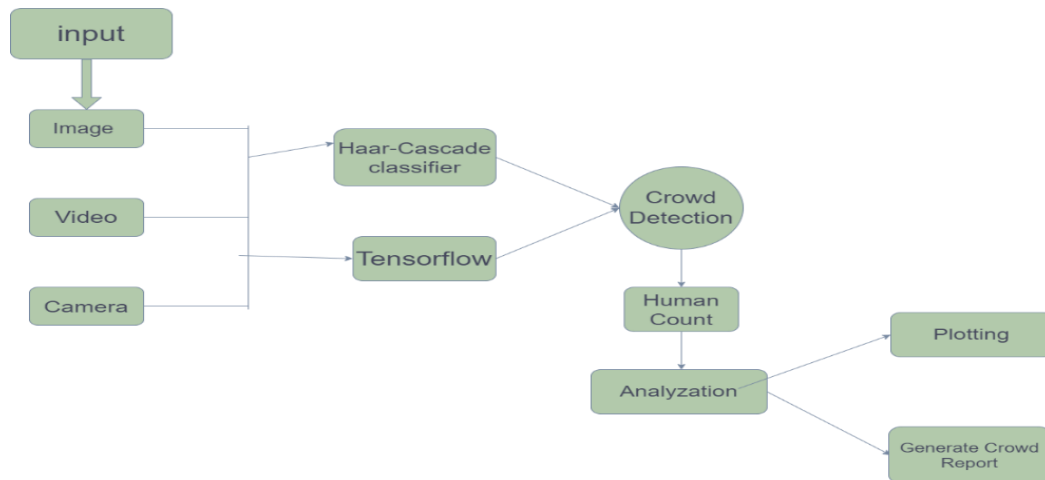 input
Image
Video
Camera
Haar-Cascade
classifier
Tensorflow
Crowd
Detection
Human
Count
Analyzation
Plotting
Generate Crowd
Report